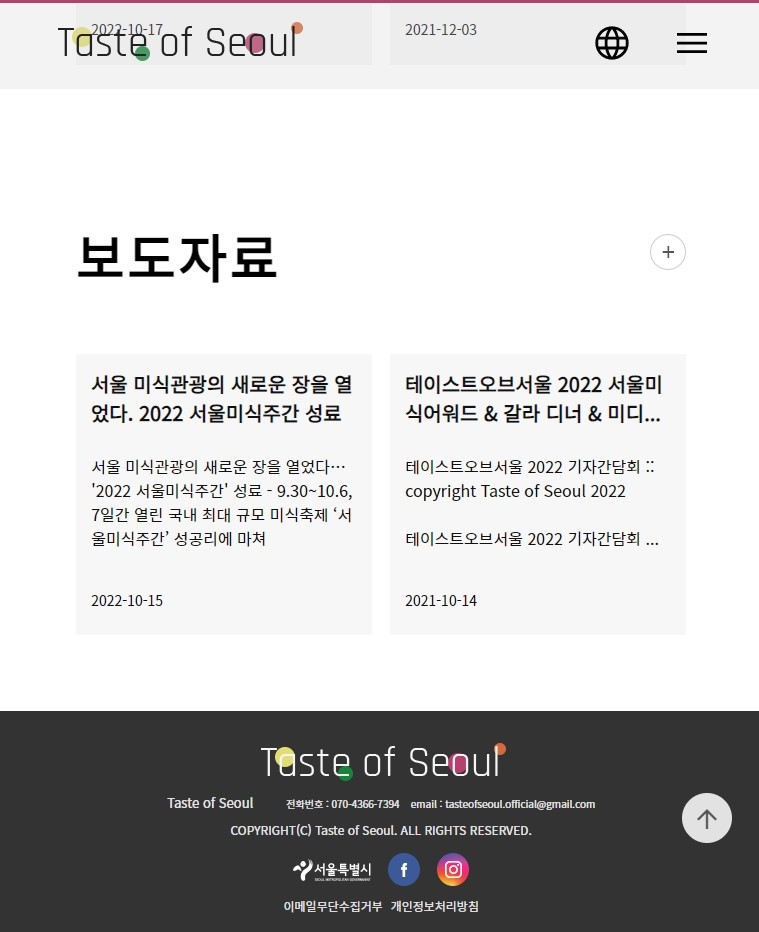 2022-10-17
2021-12-03
Taste of Seoul
보도자료
서울 미식관광의 새로운 장을 열
었다. 2022 서울미식주간 성료
서울 미식관광의 새로운 장을 열었다…
'2022 서울미식주간' 성료 - 9.30~10.6,
7일간 열린 국내 최대 규모 미식축제 ‘서
울미식주간’ 성공리에 마쳐
2022-10-15
테이스트오브서울 2022 서울미
식어워드 & 갈라 디너 & 미디...
테이스트오브서울 2022 기자간담회 ::
copyright Taste of Seoul 2022
테이스트오브서울 2022 기자간담회 ...
2021-10-14
Taste of Seoul
Taste of Seoul 전화번호 : 070-4366-7394 email : tasteofseoul.official@gmail.com
COPYRIGHT(C) Taste of Seoul. ALL RIGHTS RESERVED.
서울특별시
SEOUL METROPOLITAN GOVERNMENT
이메일무단수집거부 개인정보처리방침